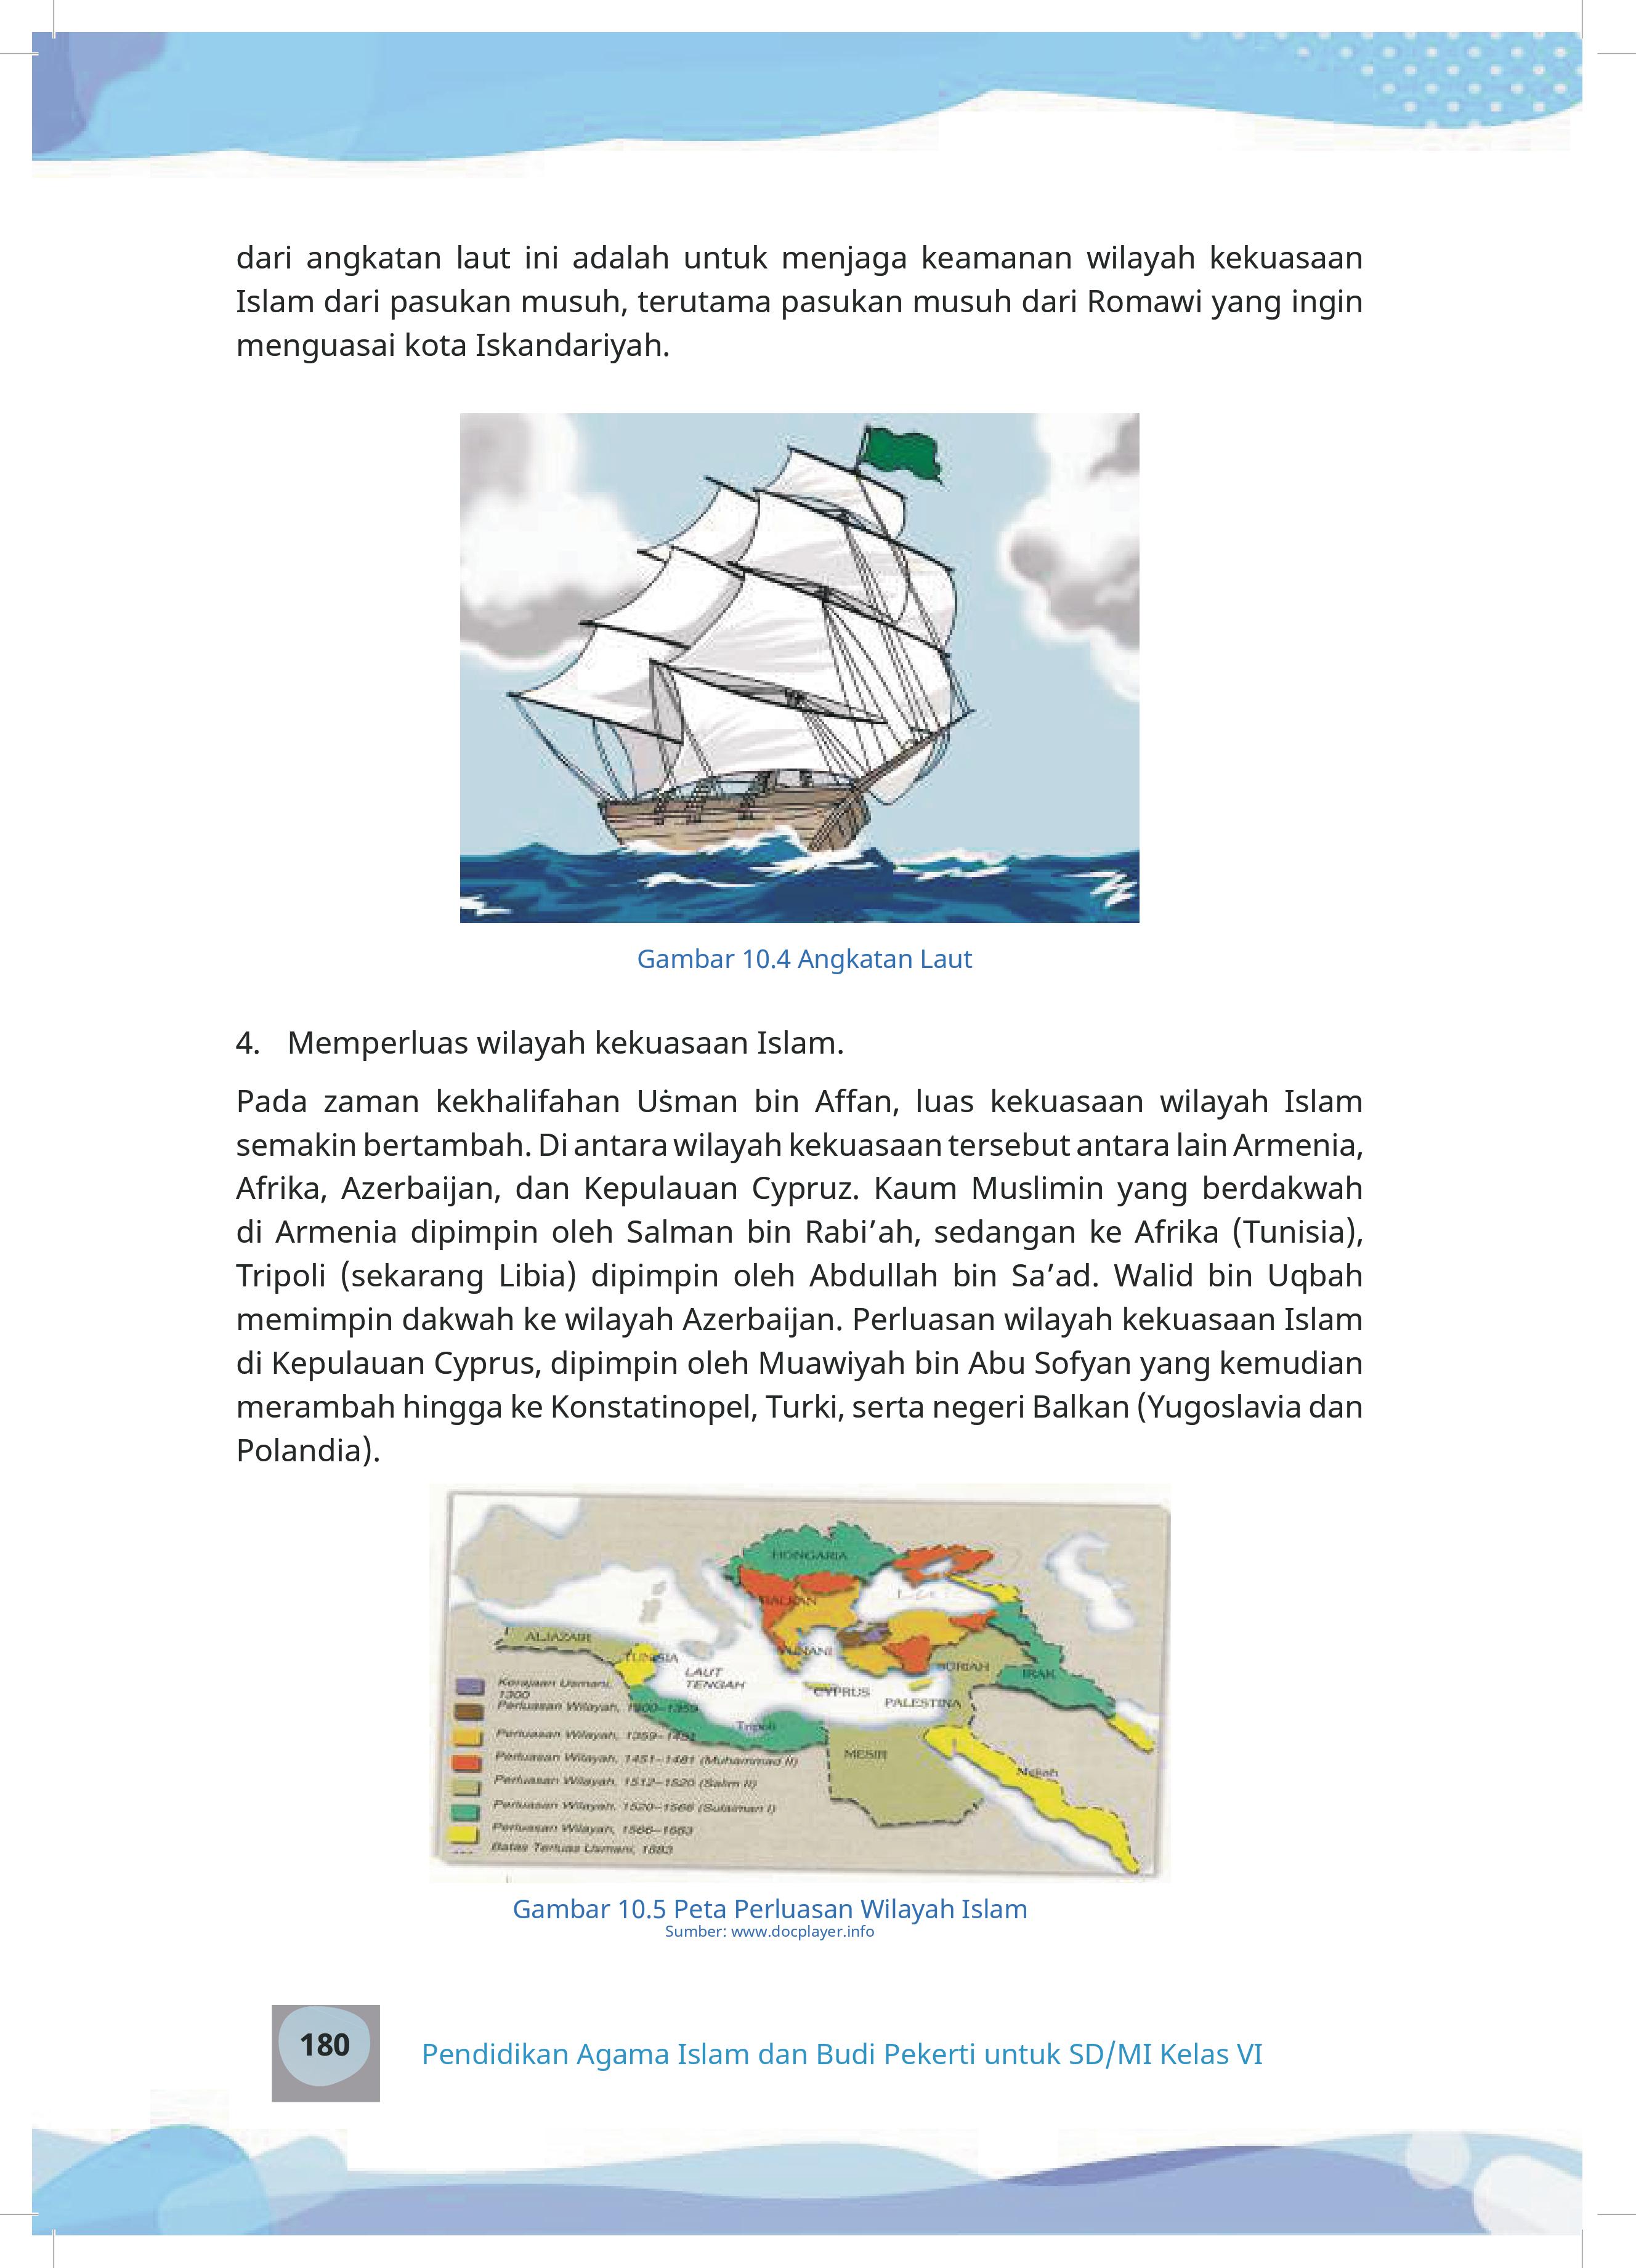 dari angkatan laut ini adalah untuk menjaga keamanan wilayah kekuasaan
Islam dari pasukan musuh, terutama pasukan musuh dari Romawi yang ingin
menguasai kota Iskandariyah.
Gambar 10.4 Angkatan Laut
4. Memperluas wilayah kekuasaan Islam.
Pada zaman kekhalifahan Uṡman bin Affan, luas kekuasaan wilayah Islam
semakin bertambah. Di antara wilayah kekuasaan tersebut antara lain Armenia,
Afrika, Azerbaijan, dan Kepulauan Cypruz. Kaum Muslimin yang berdakwah
di Armenia dipimpin oleh Salman bin Rabi’ah, sedangan ke Afrika (Tunisia),
Tripoli (sekarang Libia) dipimpin oleh Abdullah bin Sa’ad. Walid bin Uqbah
memimpin dakwah ke wilayah Azerbaijan. Perluasan wilayah kekuasaan Islam
di Kepulauan Cyprus, dipimpin oleh Muawiyah bin Abu Sofyan yang kemudian
merambah hingga ke Konstatinopel, Turki, serta negeri Balkan (Yugoslavia dan
Polandia).
HONGARIA
BALKAN
ALJAZAIR
TUNISIA
YUNANI
LAUT
TENGAH
SURIAH
IRAK
CYPRUS
PALESTINA
Tripoli
MESIR
Mekah
Kerajaan Usmani,
1300
Perluasan Wilayah, 1300–1359
Perluasan Wilayah, 1359–1451
Perluasan Wilayah, 1451–1481 (Muhammad II)
Perluasan Wilayah, 1512–1520 (Salim II)
Perluasan Wilayah, 1520–1566 (Sulaiman I)
Perluasan Wilayah, 1566–1683
Batas Terluas Usmani, 1683
Gambar 10.5 Peta Perluasan Wilayah Islam
Sumber: www.docplayer.info
180
Pendidikan Agama Islam dan Budi Pekerti untuk SD/MI Kelas VI